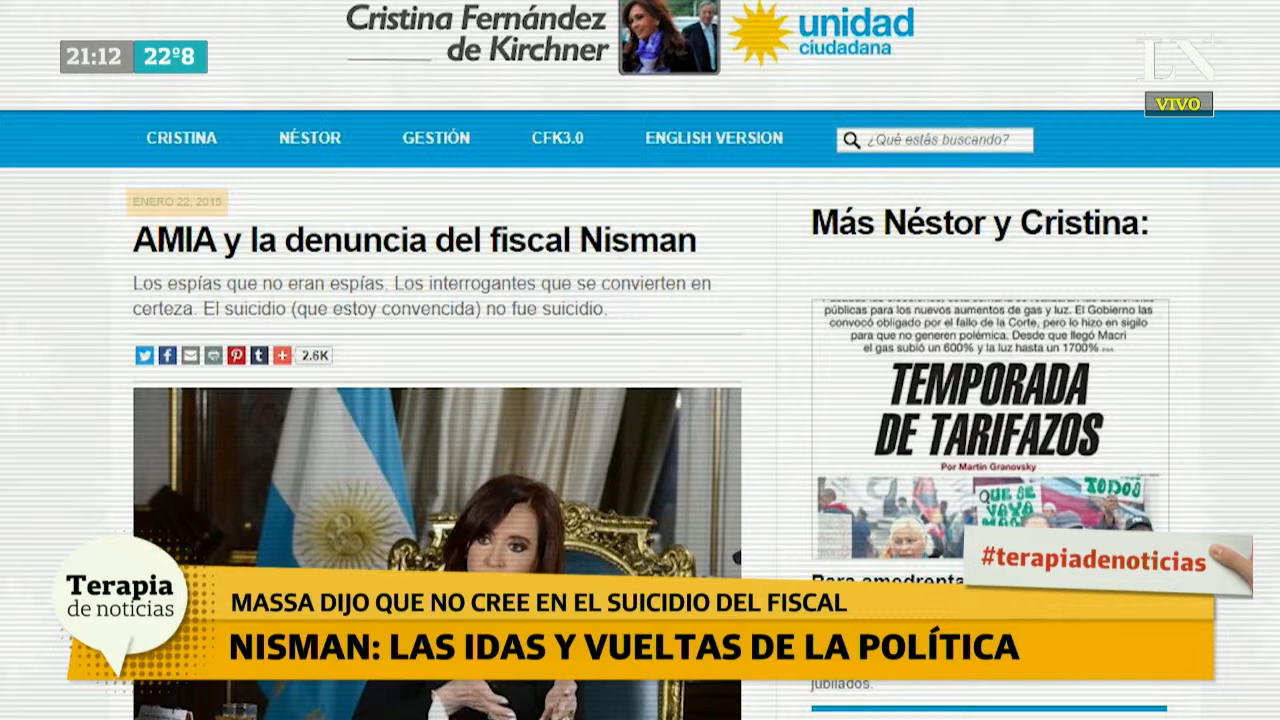 Cristina Fernández
de Kirchner
unidad
ciudadana
21:12 22º8
LN+
VIVO
CRISTINA NÉSTOR GESTIÓN CFK3.0 ENGLISH VERSION ¿Qué estás buscando?
ENERO 22, 2015
AMIA y la denuncia del fiscal Nisman
Los espías que no eran espías. Los interrogantes que se convierten en
certeza. El suicidio (que estoy convencida) no fue suicidio.
2.6K
Más Néstor y Cristina:
públicas para los nuevos aumentos de gas y luz. El Gobierno las
convocó obligado por el fallo de la Corte, pero lo hizo en sigilo
para que no generen polémica. Desde que llegó Macri
el gas subió un 600% y la luz hasta un 1700%
TEMPORADA
DE TARIFAZOS
Por Martín Granovsky
QUE SE
VAYA
TODOS
Para amedrenta
#terapiadenoticias
Terapia
de noticias
MASSA DIJO QUE NO CREE EN EL SUICIDIO DEL FISCAL
NISMAN: LAS IDAS Y VUELTAS DE LA POLÍTICA
jubilados.